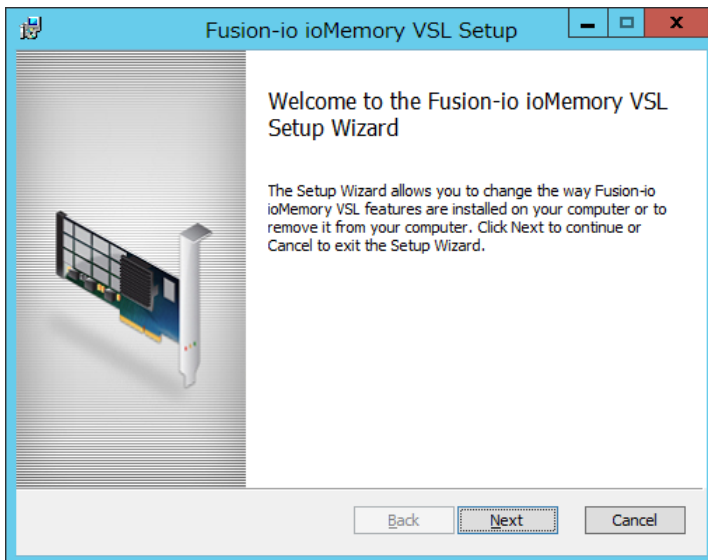 Fusion-io ioMemory VSL Setup
Welcome to the Fusion-io ioMemory VSL
Setup Wizard
The Setup Wizard allows you to change the way Fusion-io
ioMemory VSL features are installed on your computer or to
remove it from your computer. Click Next to continue or
Cancel to exit the Setup Wizard.
Back
Next
Cancel